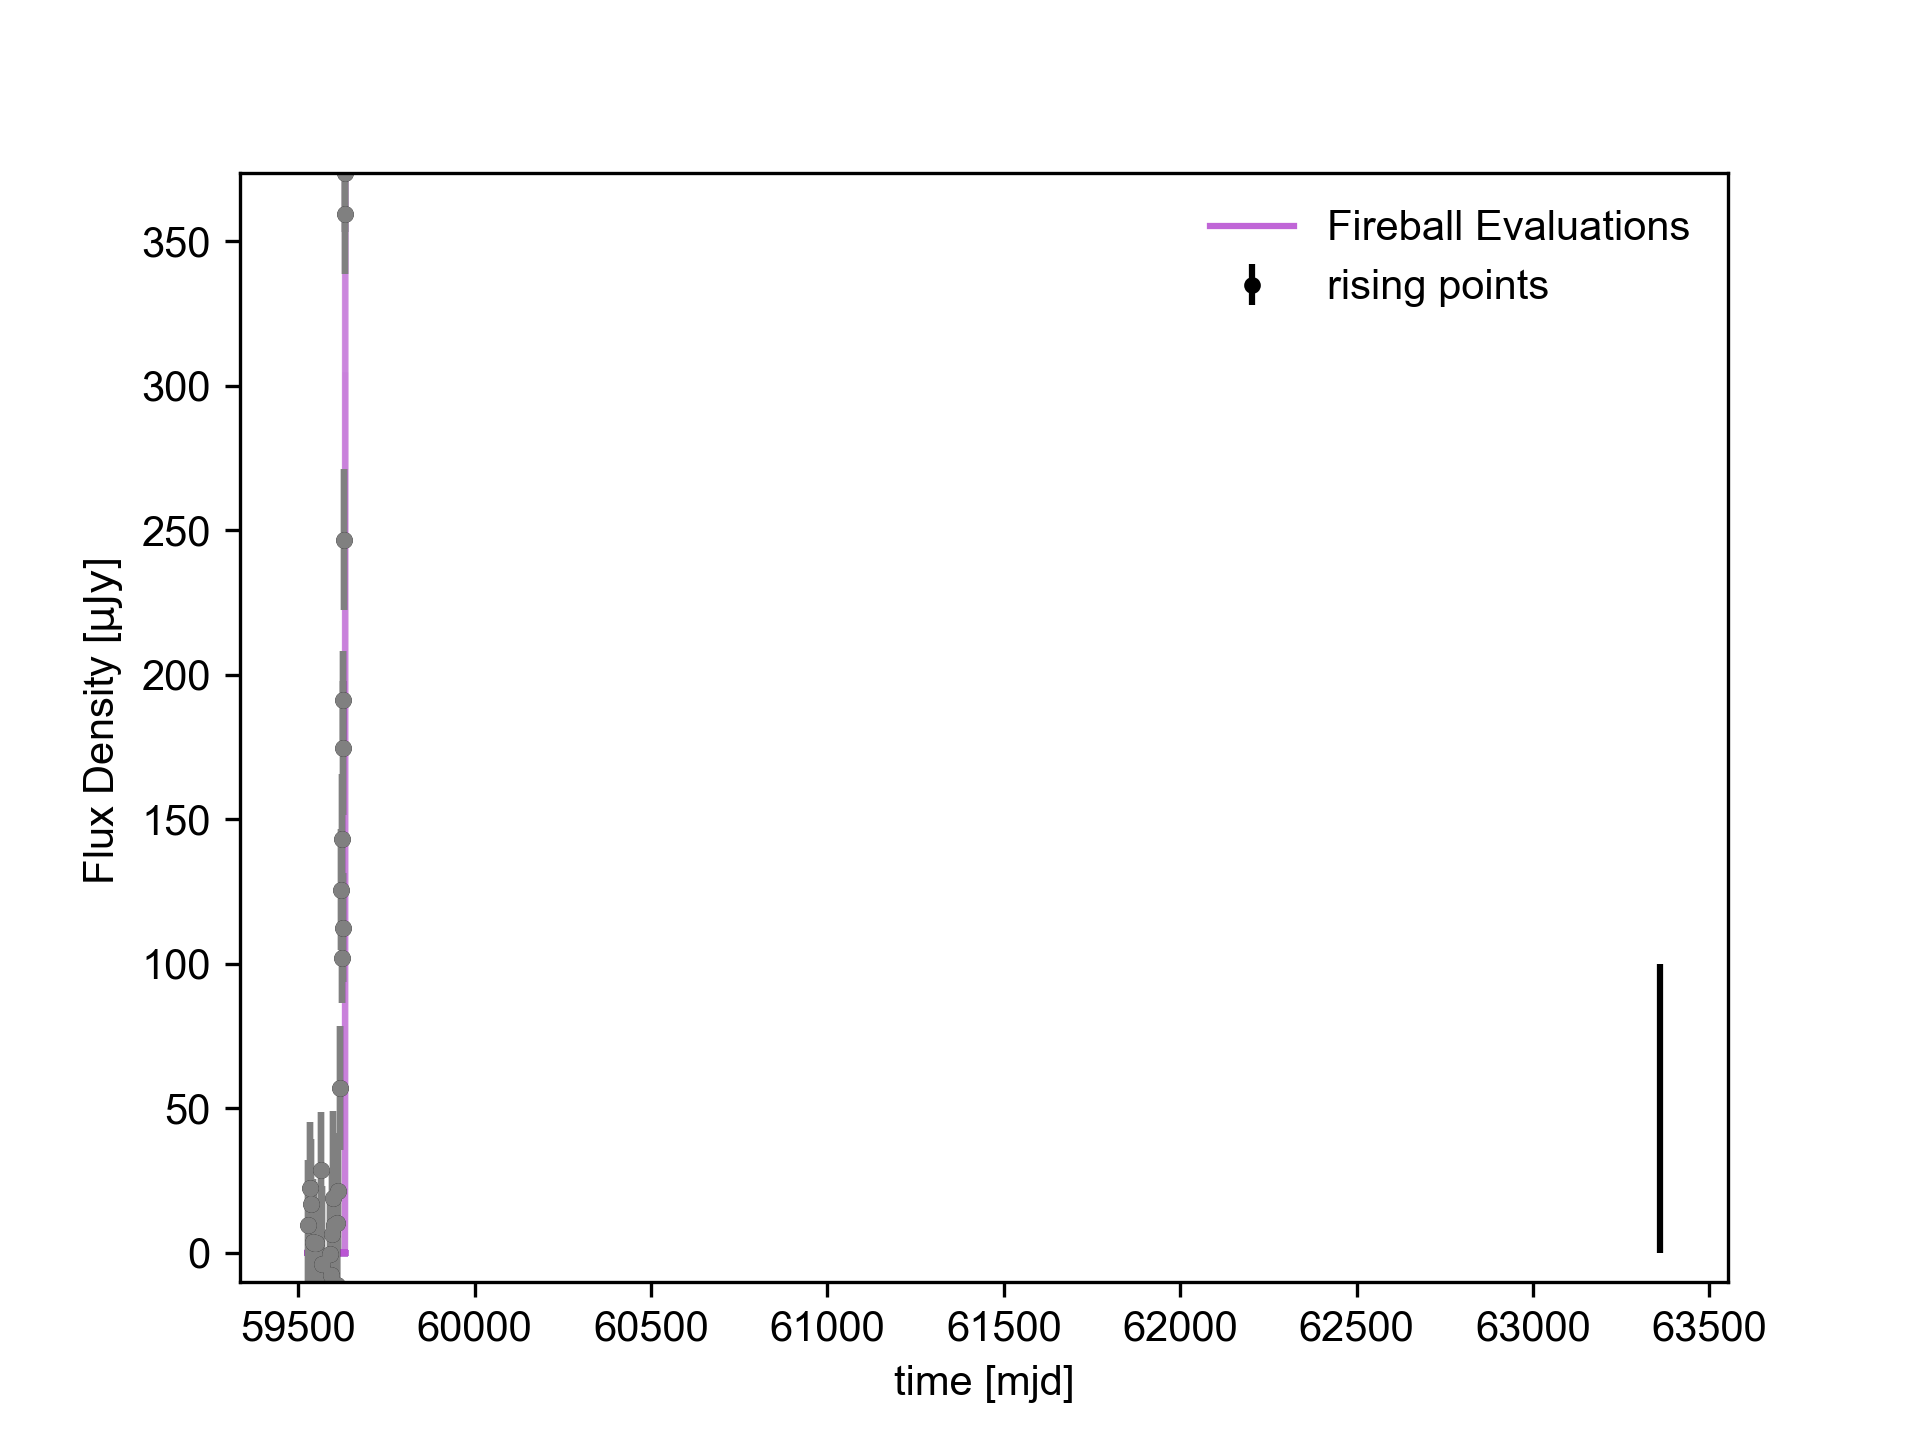 Fireball Evaluations
rising points
350
300
250
200
150
100
50
0
Flux Density [µJy]
59500 60000 60500 61000 61500 62000 62500 63000 63500
time [mjd]